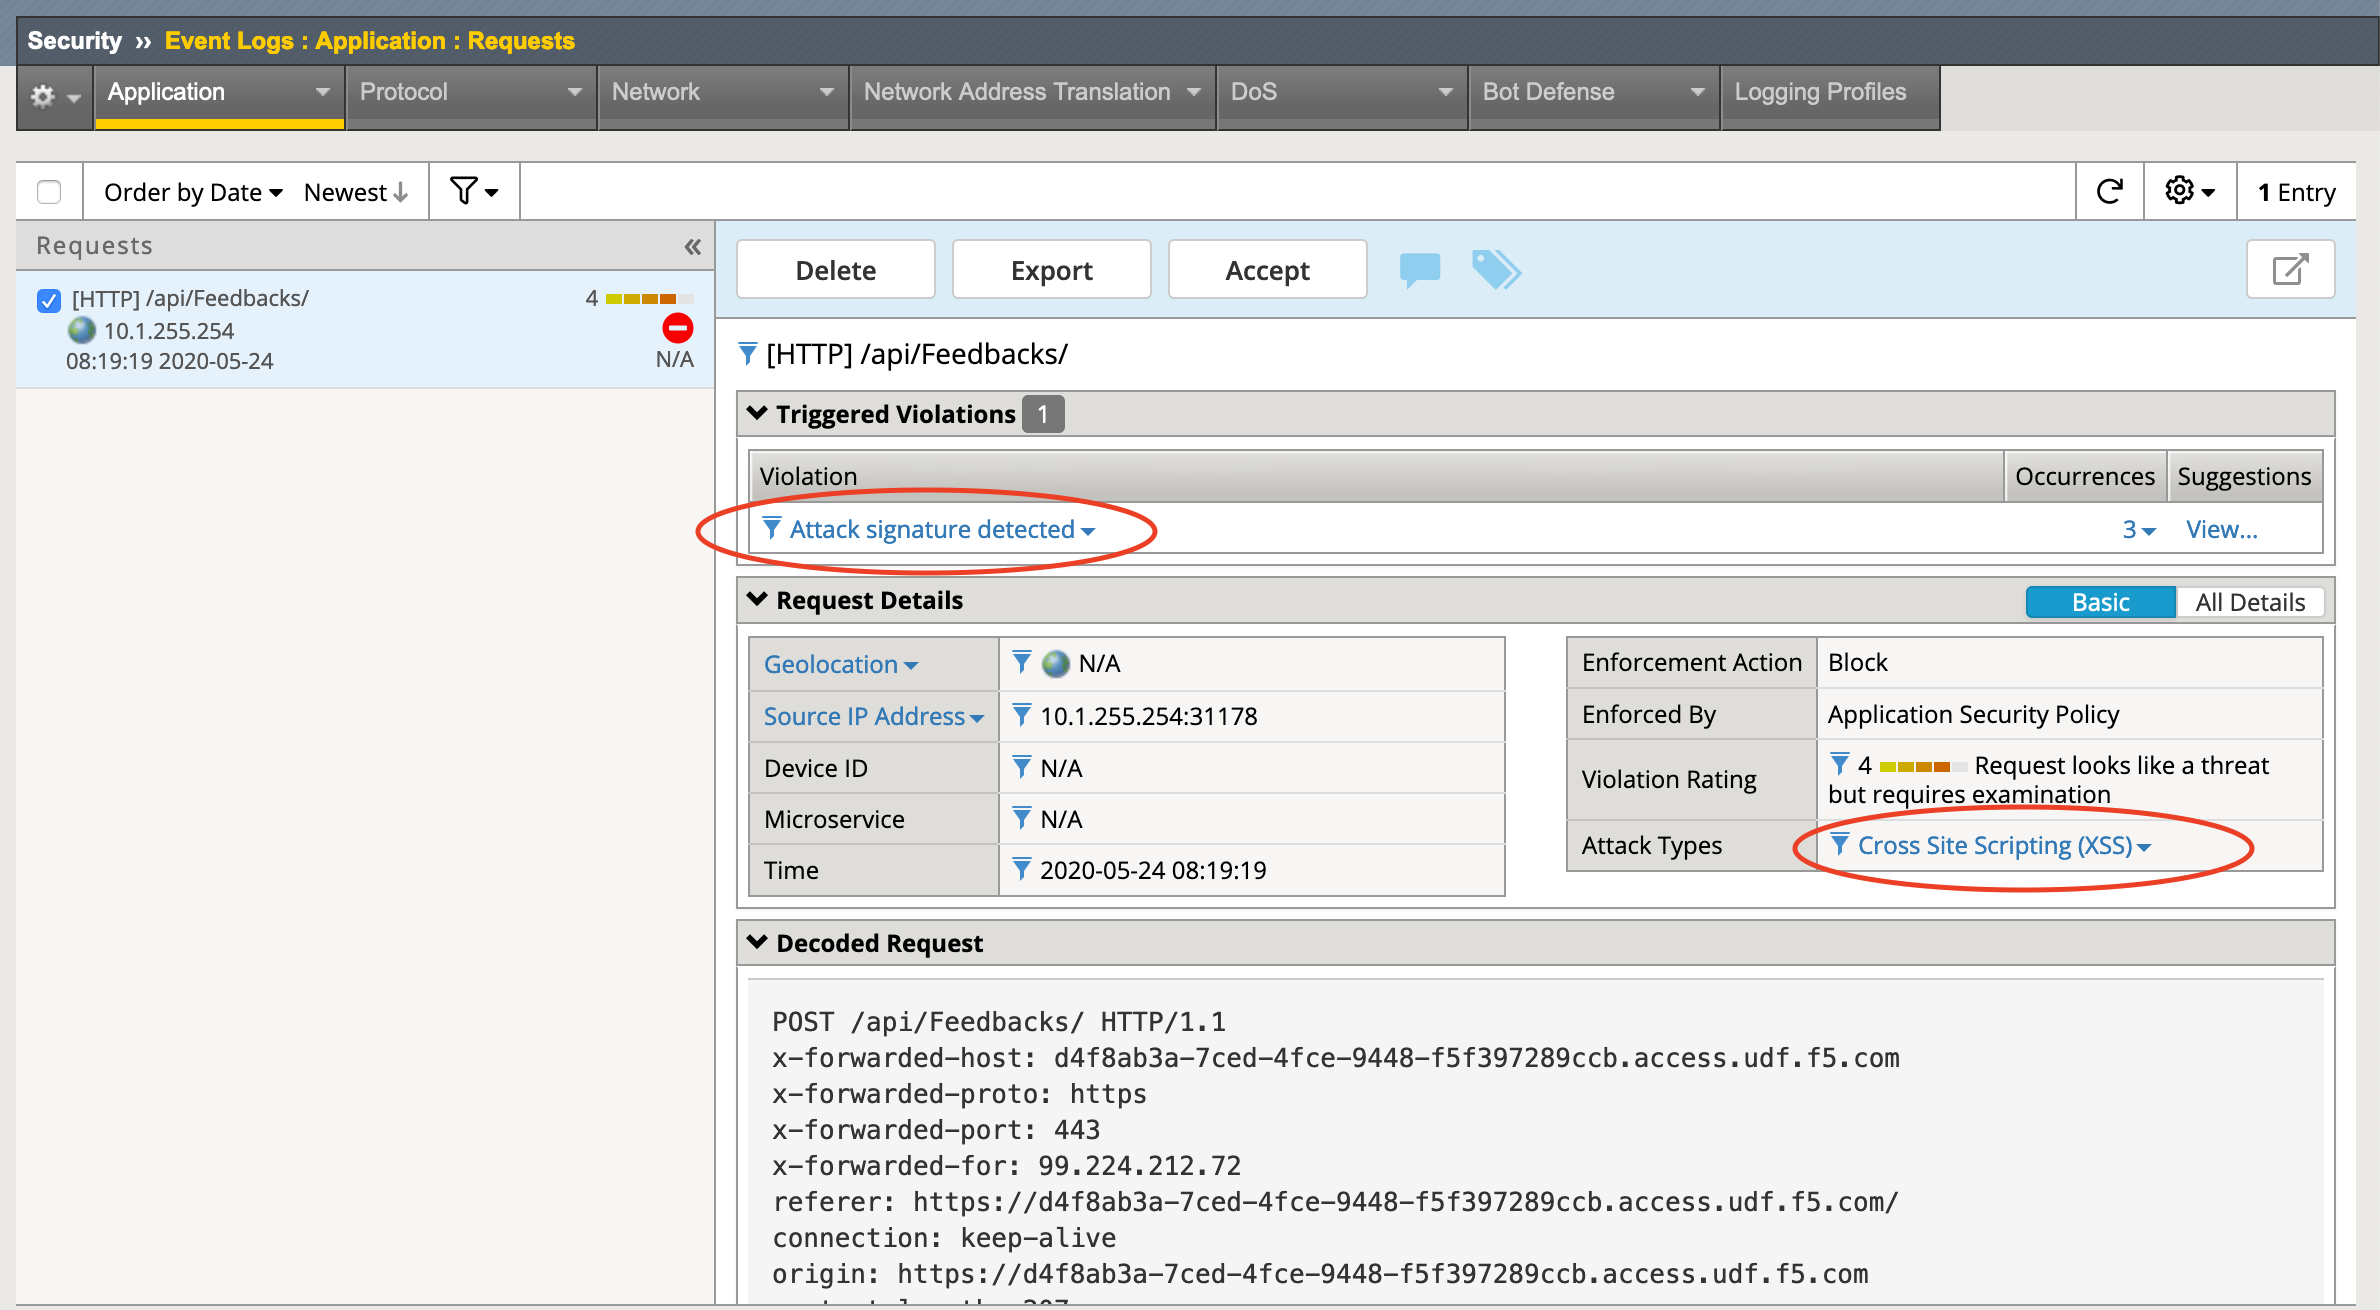 Security ›› Event Logs : Application : Requests
Application Protocol Network Network Address Translation DoS Bot Defense Logging Profiles
Order by Date Newest 1 Entry
Requests «
[HTTP] /api/Feedbacks/ 4
10.1.255.254
08:19:19 2020-05-24 N/A
Delete Export Accept
[HTTP] /api/Feedbacks/
Triggered Violations 1
Violation Occurrences Suggestions
Attack signature detected 3 View...
Request Details Basic All Details
Geolocation N/A
Source IP Address 10.1.255.254:31178
Device ID N/A
Microservice N/A
Time 2020-05-24 08:19:19
Enforcement Action Block
Enforced By Application Security Policy
Violation Rating 4 Request looks like a threat
but requires examination
Attack Types Cross Site Scripting (XSS)
Decoded Request
POST /api/Feedbacks/ HTTP/1.1
x-forwarded-host: d4f8ab3a-7ced-4fce-9448-f5f397289ccb.access.udf.f5.com
x-forwarded-proto: https
x-forwarded-port: 443
x-forwarded-for: 99.224.212.72
referer: https://d4f8ab3a-7ced-4fce-9448-f5f397289ccb.access.udf.f5.com/
connection: keep-alive
origin: https://d4f8ab3a-7ced-4fce-9448-f5f397289ccb.access.udf.f5.com